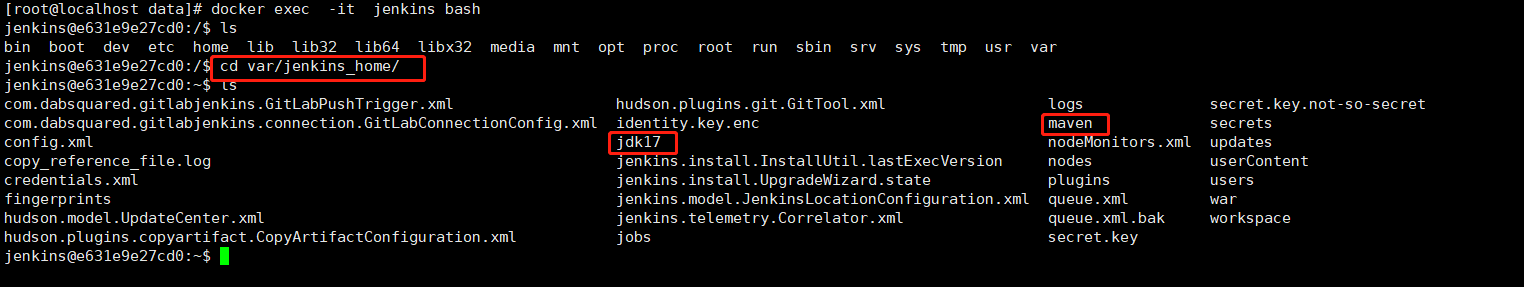 [root@localhost data]# docker exec  -it  jenkins bash
jenkins@e631e9e27cd0:/$ ls
bin  boot  dev  etc  home  lib  lib32  lib64  libx32  media  mnt  opt  proc  root  run  sbin  srv  sys  tmp  usr  var
jenkins@e631e9e27cd0:/$ cd var/jenkins_home/
jenkins@e631e9e27cd0:~$ ls
com.dabsquared.gitlabjenkins.GitLabPushTrigger.xml                 hudson.plugins.git.GitTool.xml                  logs              secret.key.not-so-secret
com.dabsquared.gitlabjenkins.connection.GitLabConnectionConfig.xml  identity.key.enc                                maven             secrets
config.xml                                                         jdk17                                           nodeMonitors.xml  updates
copy_reference_file.log                                            jenkins.install.InstallUtil.lastExecVersion     nodes             userContent
credentials.xml                                                    jenkins.install.UpgradeWizard.state             plugins           users
fingerprints                                                       jenkins.model.JenkinsLocationConfiguration.xml  queue.xml         war
hudson.model.UpdateCenter.xml                                      jenkins.telemetry.Correlator.xml                queue.xml.bak     workspace
hudson.plugins.copyartifact.CopyArtifactConfiguration.xml          jobs                                            secret.key
jenkins@e631e9e27cd0:~$